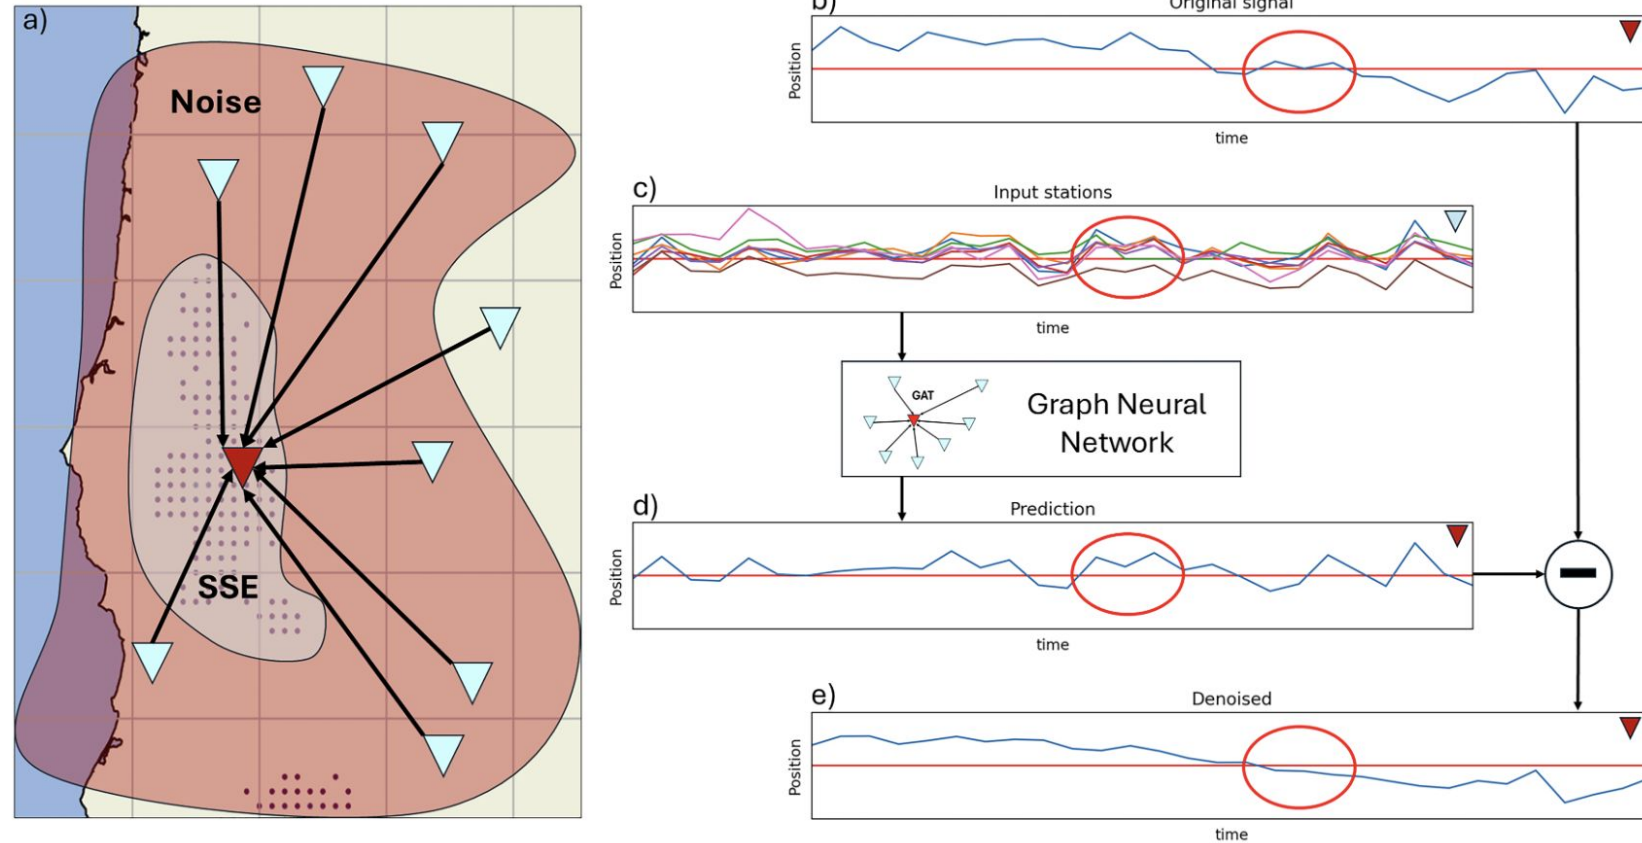 a)
Noise
SSE
b)
Original signal
Position
time
c)
Input stations
Position
time
GAT
Graph Neural
Network
d)
Prediction
Position
time
e)
Denoised
Position
time